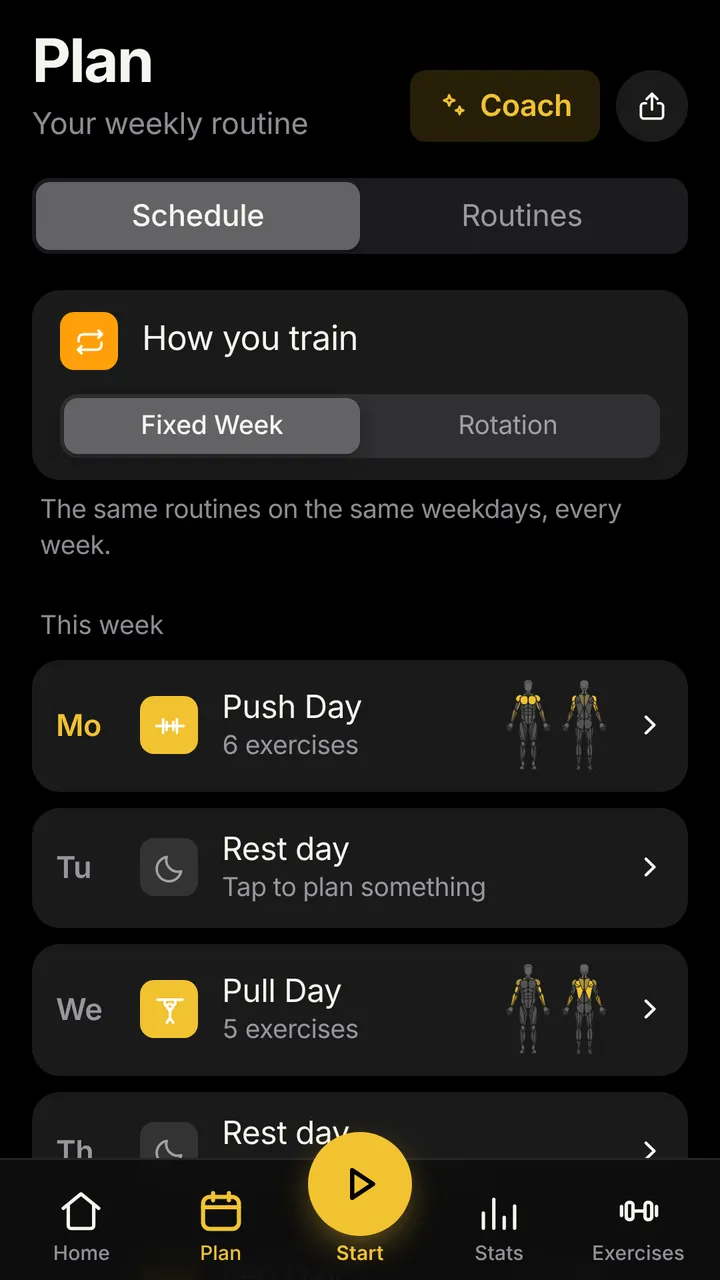 Plan
Your weekly routine
Coach
Schedule
Routines
How you train
Fixed Week
Rotation
The same routines on the same weekdays, every
week.
This week
Mo
Push Day
6 exercises
Tu
Rest day
Tap to plan something
We
Pull Day
5 exercises
Th
Rest day
Home
Plan
Start
Stats
Exercises